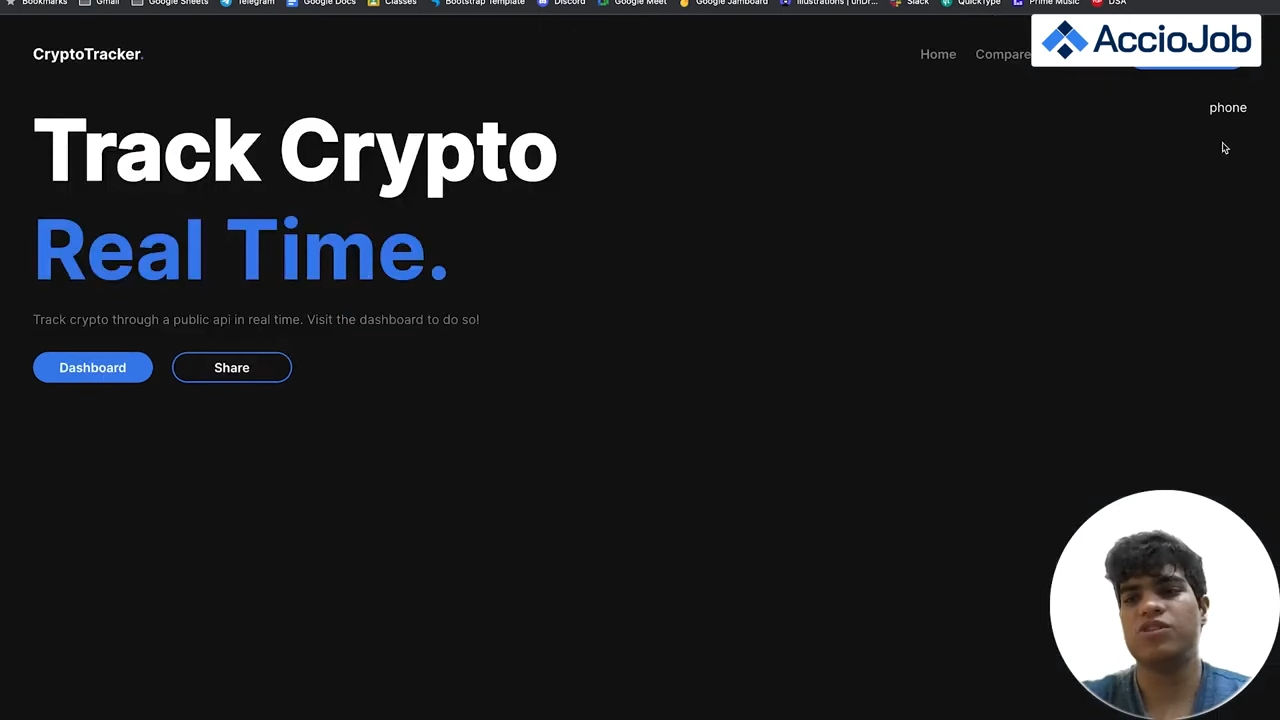 Bookmarks Gmail Google Sheets Telegram Google Docs Classes Bootstrap Template Discord Google Meet Google Jamboard Illustrations | unDr... Slack QuickType Prime Music DSA
CryptoTracker.
Home Compare
AccioJob
phone
Track Crypto
Real Time.
Track crypto through a public api in real time. Visit the dashboard to do so!
Dashboard Share